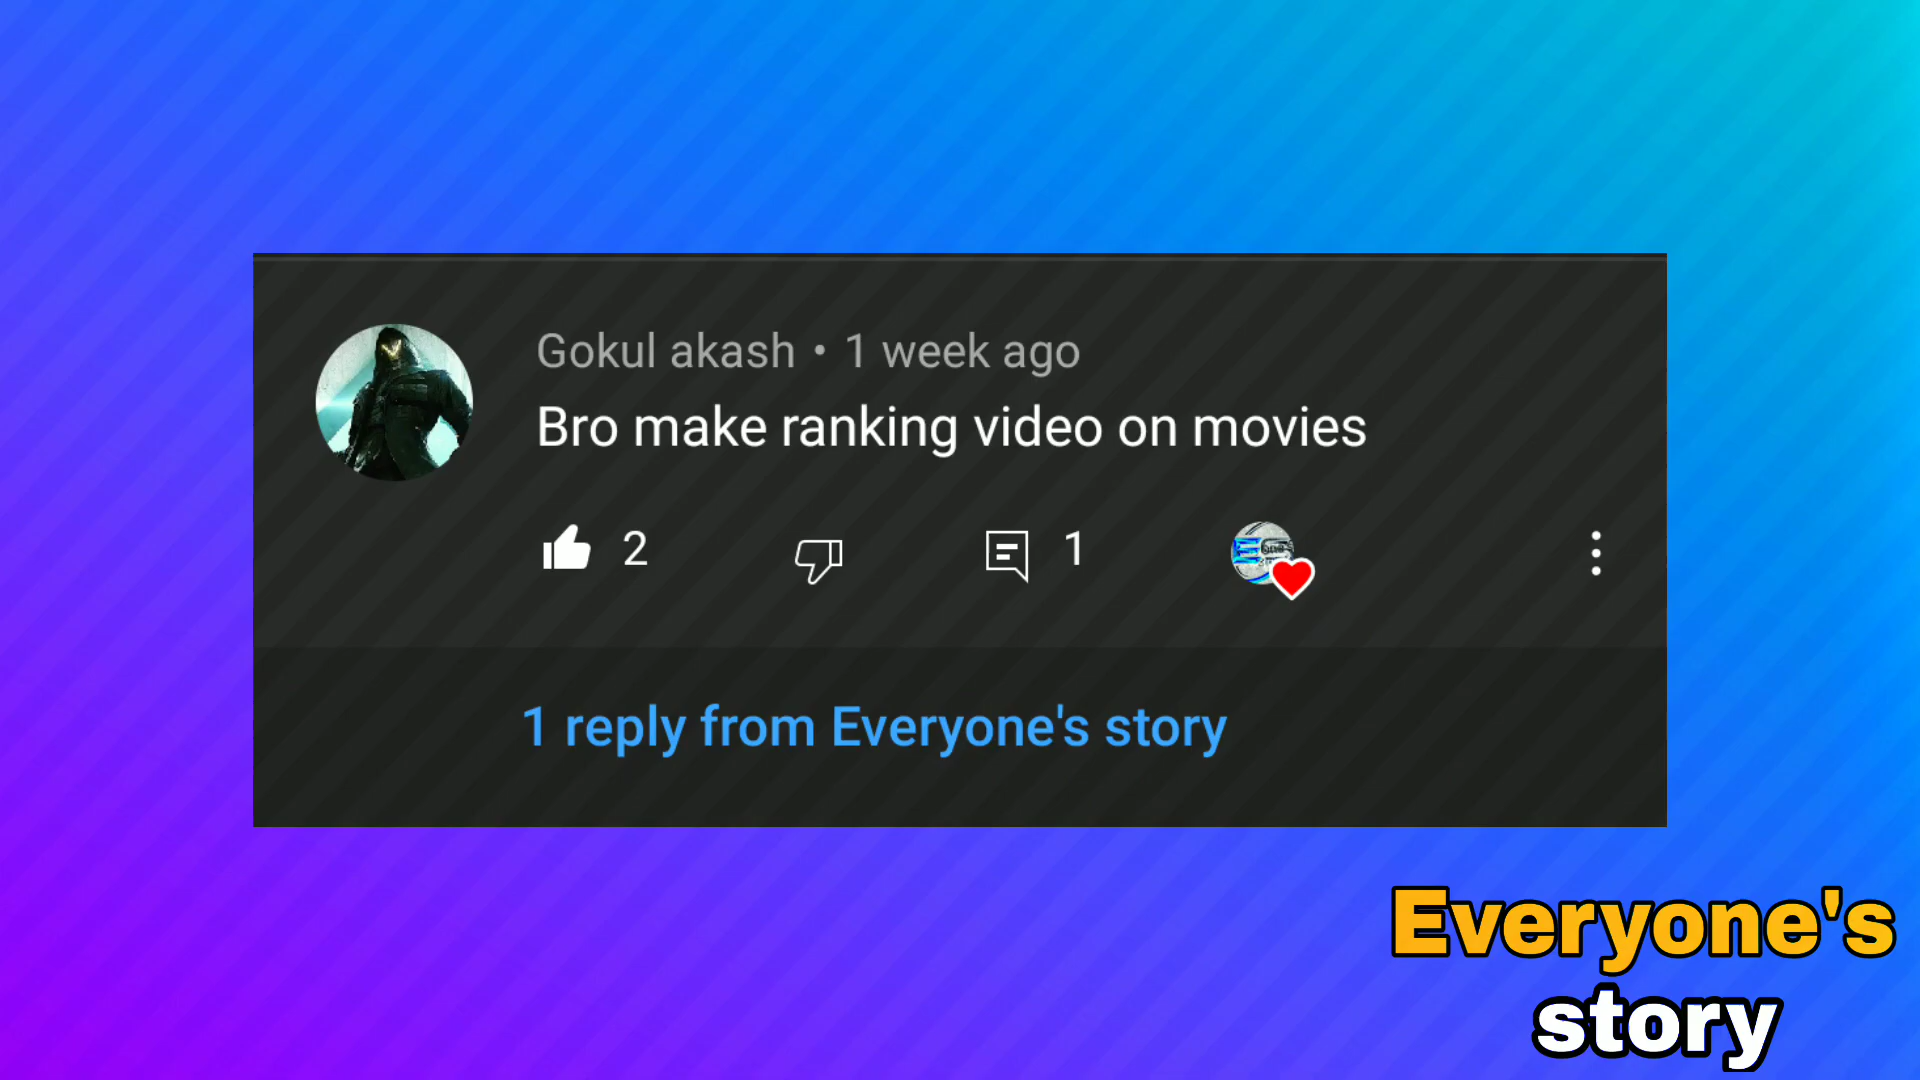 Gokul akash • 1 week ago
Bro make ranking video on movies
2
1
1 reply from Everyone's story
Everyone's
story